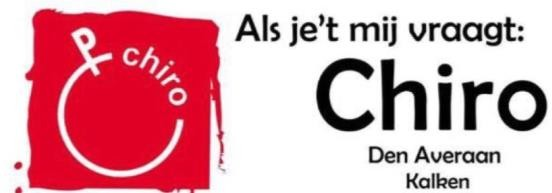 chiro
Als je't mij vraagt:
Chiro
Den Averaan
Kalken